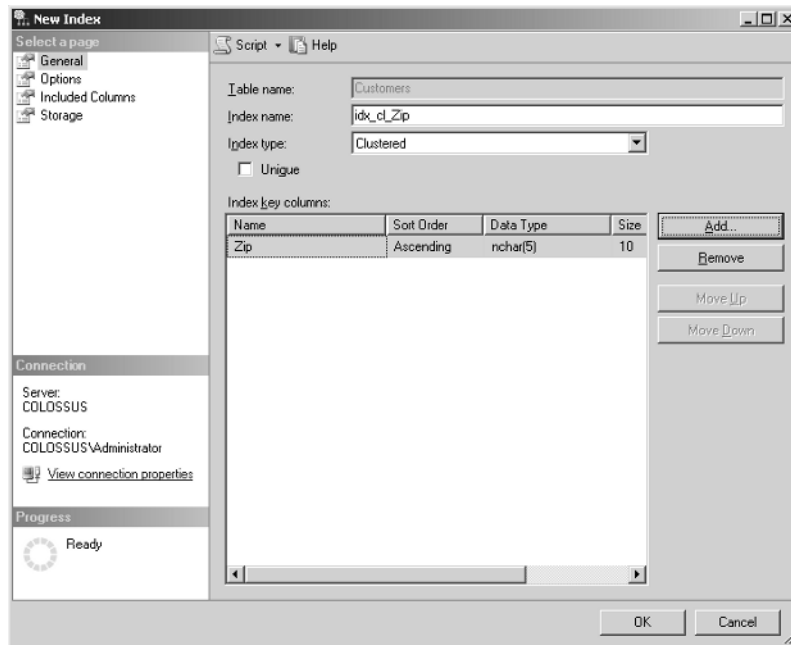 New Index
Select a page
General
Options
Included Columns
Storage
Script Help
Table name: Customers
Index name: idx_cl_Zip
Index type: Clustered
Unique
Index key columns:
Name Sort Order Data Type Size
Zip Ascending nchar(5) 10
Add...
Remove
Move Up
Move Down
Connection
Server:
COLOSSUS
Connection:
COLOSSUS\Administrator
View connection properties
Progress
Ready
OK Cancel